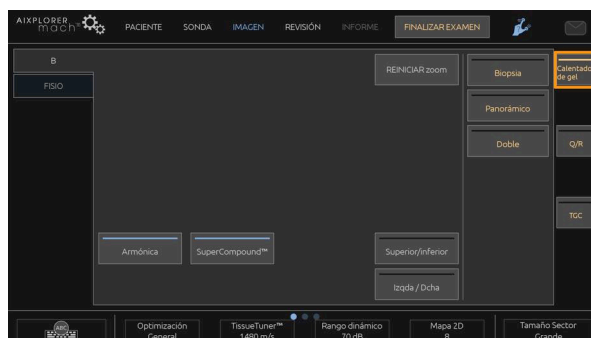 AIXPLORER
mach
PACIENTE SONDA IMAGEN REVISIÓN INFORME FINALIZAR EXAMEN
B
FISIO
REINICIAR zoom
Biopsia
Calentado
de gel
Panorámico
Doble
Q/R
TGC
Armónica
SuperCompound™
Superior/inferior
Izqda / Dcha
ABC
Optimización
General
TissueTuner™
1480 m/s
Rango dinámico
70 dB
Mapa 2D
8
Tamaño Sector
Grande